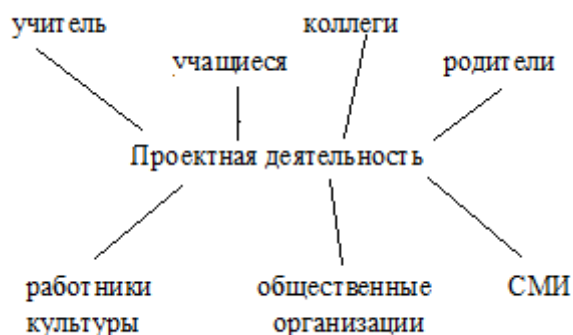 учитель
коллеги
учащиеся
родители
Проектная деятельность
работники
культуры
общественные
организации
СМИ